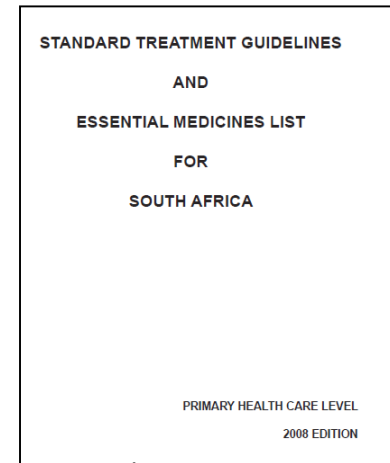 STANDARD TREATMENT GUIDELINES
AND
ESSENTIAL MEDICINES LIST
FOR
SOUTH AFRICA
PRIMARY HEALTH CARE LEVEL
2008 EDITION